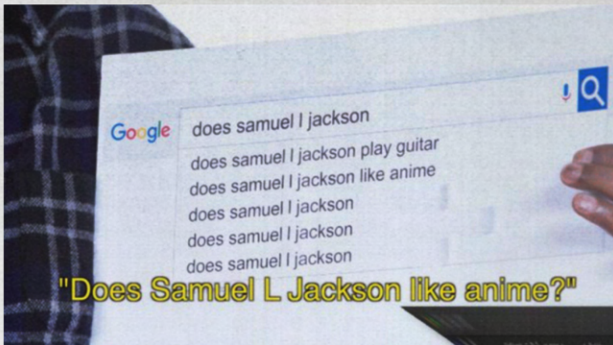 Google does samuel l jackson
does samuel l jackson play guitar
does samuel l jackson like anime
does samuel l jackson
does samuel l jackson
does samuel l jackson
"Does Samuel L Jackson like anime?"